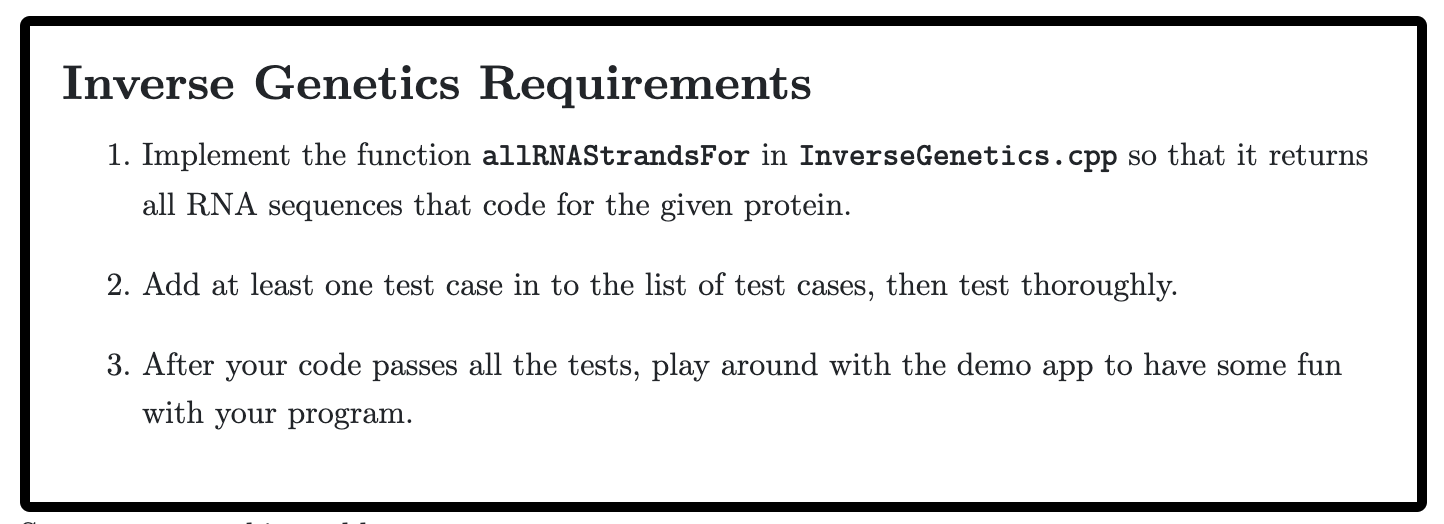 Inverse Genetics Requirements
1. Implement the function allRNAStrandsFor in InverseGenetics.cpp so that it returns
all RNA sequences that code for the given protein.
2. Add at least one test case in to the list of test cases, then test thoroughly.
3. After your code passes all the tests, play around with the demo app to have some fun
with your program.